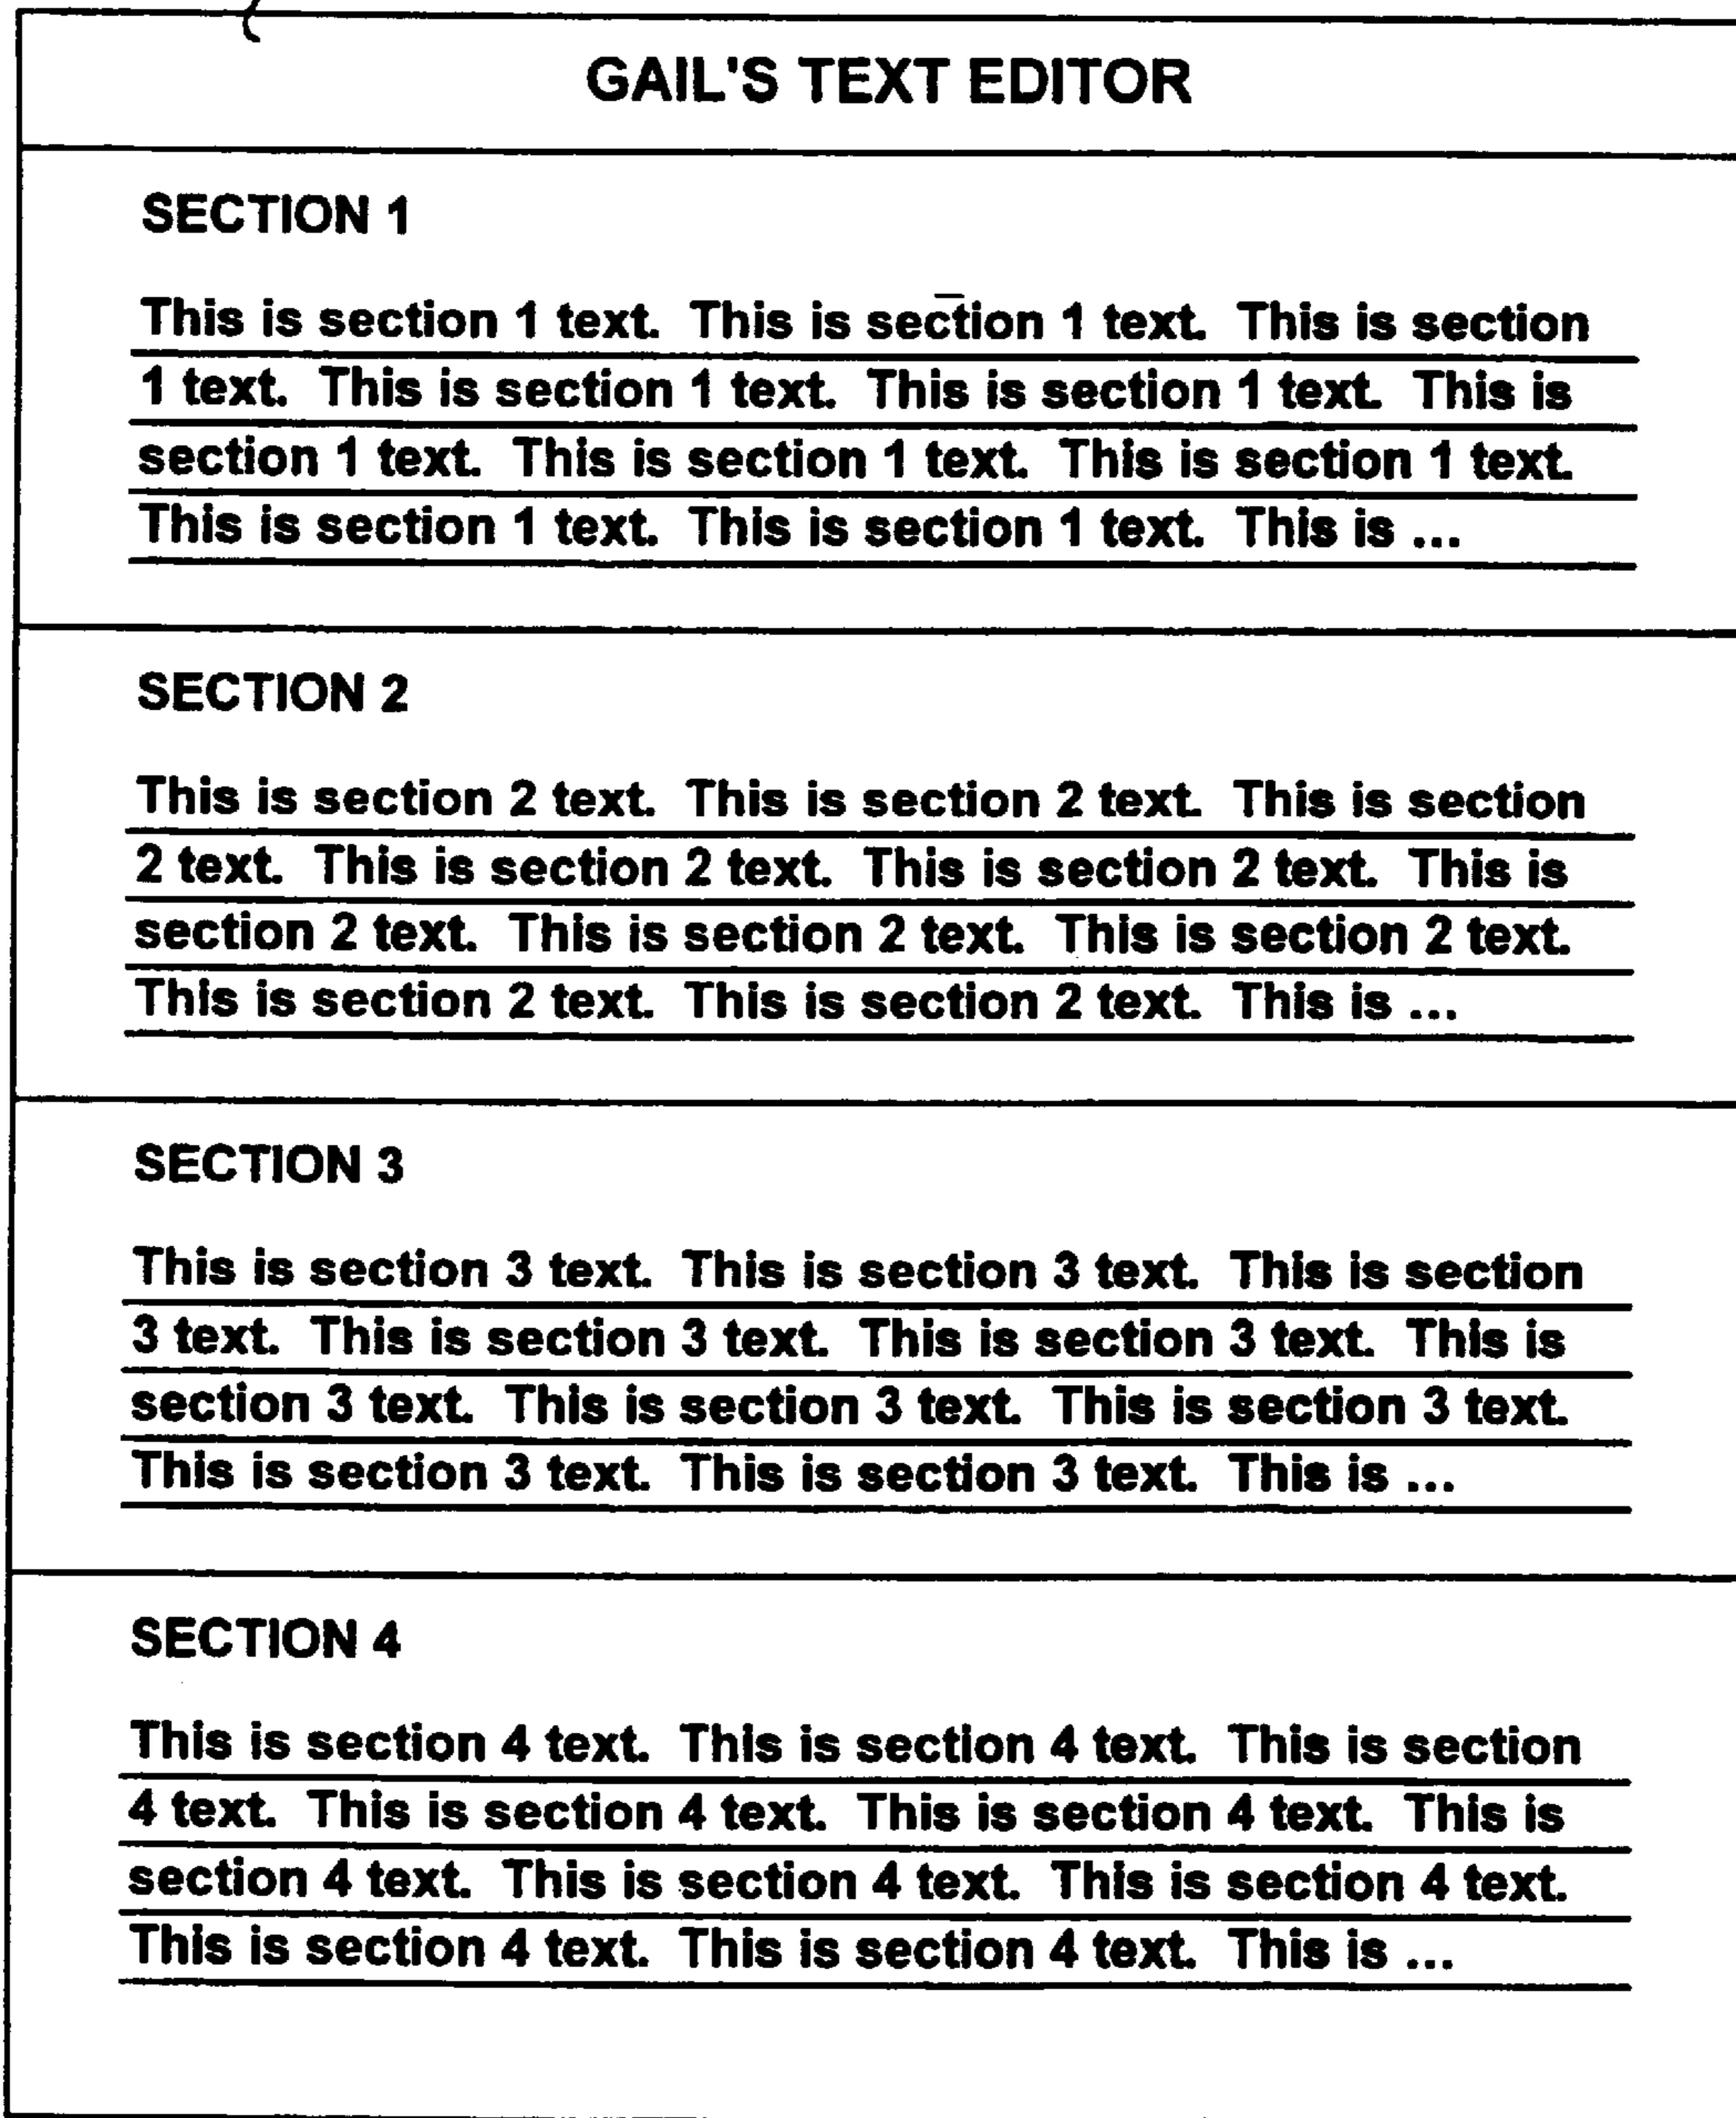 GAIL'S TEXT EDITOR
SECTION 1
This is section 1 text. This is section 1 text. This is section
1 text. This is section 1 text. This is section 1 text. This is
section 1 text. This is section 1 text. This is section 1 text.
This is section 1 text. This is section 1 text. This is ...
SECTION 2
This is section 2 text. This is section 2 text. This is section
2 text. This is section 2 text. This is section 2 text. This is
section 2 text. This is section 2 text. This is section 2 text.
This is section 2 text. This is section 2 text. This is ...
SECTION 3
This is section 3 text. This is section 3 text. This is section
3 text. This is section 3 text. This is section 3 text. This is
section 3 text. This is section 3 text. This is section 3 text.
This is section 3 text. This is section 3 text. This is ...
SECTION 4
This is section 4 text. This is section 4 text. This is section
4 text. This is section 4 text. This is section 4 text. This is
section 4 text. This is section 4 text. This is section 4 text.
This is section 4 text. This is section 4 text. This is ...